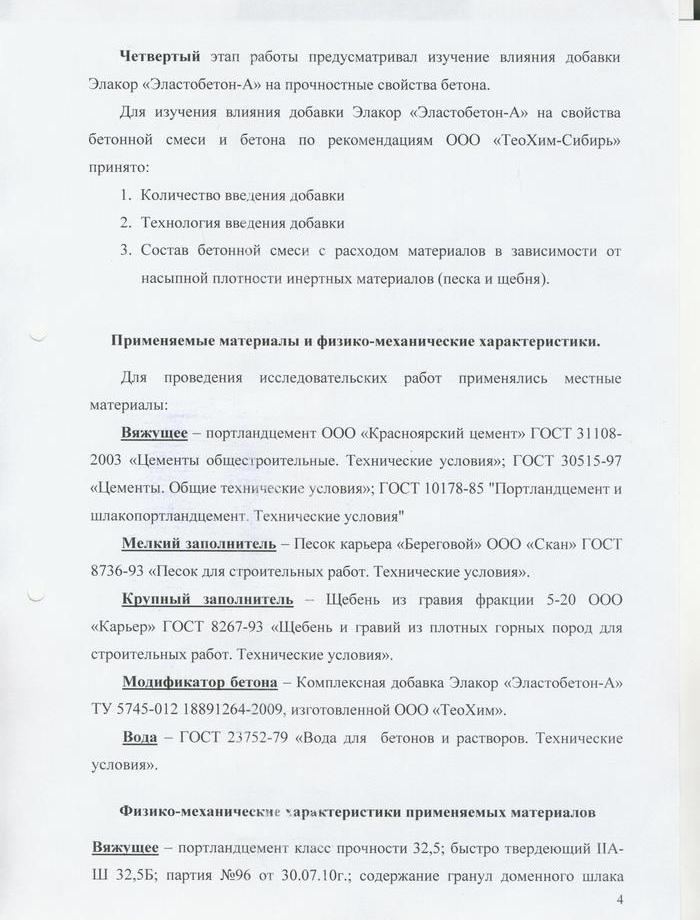 Четвертый этап работы предусматривал изучение влияния добавки
Элакор «Эластобетон-А» на прочностные свойства бетона.
Для изучения влияния добавки Элакор «Эластобетон-А» на свойства
бетонной смеси и бетона по рекомендациям ООО «ТеоХим-Сибирь»
принято:
1. Количество введения добавки
2. Технология введения добавки
3. Состав бетонной смеси с расходом материалов в зависимости от
насыпной плотности инертных материалов (песка и щебня).
Применяемые материалы и физико-механические характеристики.
Для проведения исследовательских работ применялись местные
материалы:
Вяжущее – портландцемент ООО «Красноярский цемент» ГОСТ 31108-
2003 «Цементы общестроительные. Технические условия»; ГОСТ 30515-97
«Цементы. Общие технические условия»; ГОСТ 10178-85 "Портландцемент и
шлакопортландцемент. Технические условия"
Мелкий заполнитель – Песок карьера «Береговой» ООО «Скан» ГОСТ
8736-93 «Песок для строительных работ. Технические условия».
Крупный заполнитель – Щебень из гравия фракции 5-20 ООО
«Карьер» ГОСТ 8267-93 «Щебень и гравий из плотных горных пород для
строительных работ. Технические условия».
Модификатор бетона – Комплексная добавка Элакор «Эластобетон-А»
ТУ 5745-012 18891264-2009, изготовленной ООО «ТеоХим».
Вода – ГОСТ 23752-79 «Вода для бетонов и растворов. Технические
условия».
Физико-механические характеристики применяемых материалов
Вяжущее – портландцемент класс прочности 32,5; быстро твердеющий IIА-
Ш 32,5Б; партия №96 от 30.07.10г.; содержание гранул доменного шлака
4